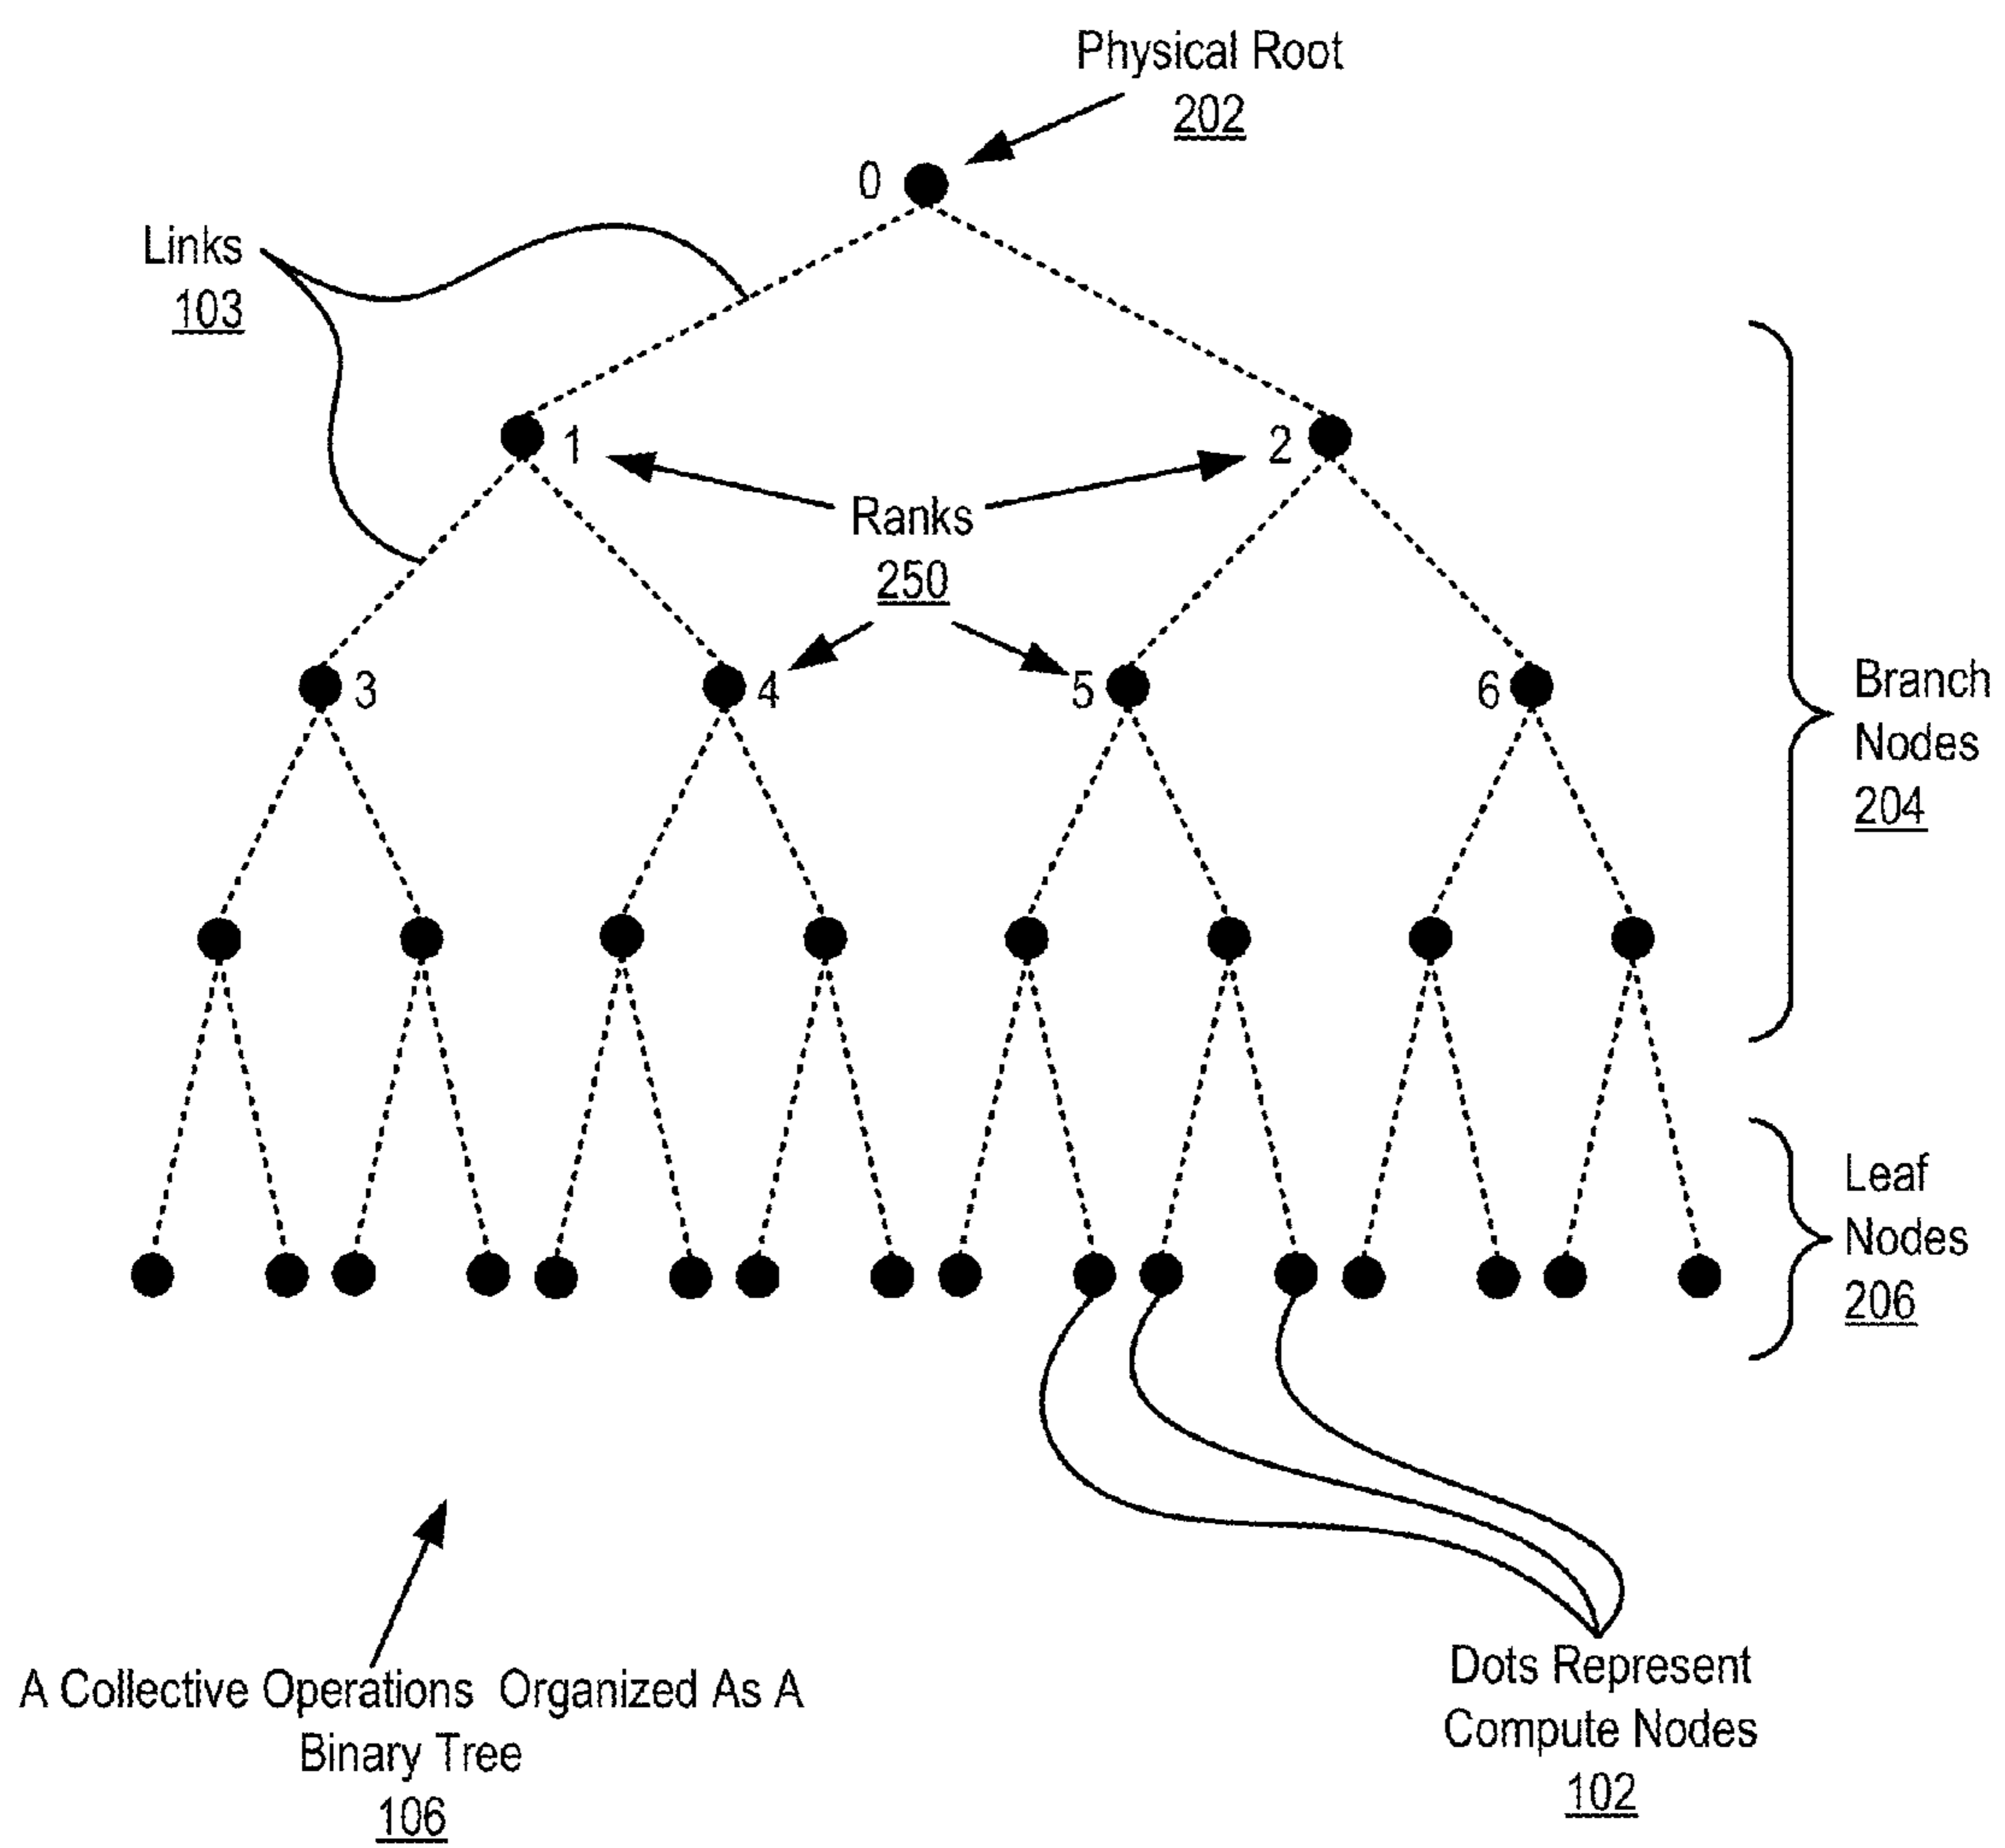 Physical Root
202
0
Links
103
1
2
Ranks
250
3
4
5
6
Branch
Nodes
204
Leaf
Nodes
206
A Collective Operations Organized As A
Binary Tree
106
Dots Represent
Compute Nodes
102